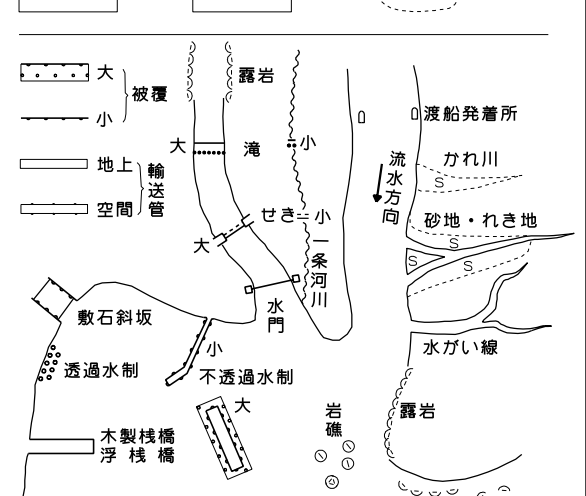 大
被覆
小
地上
空間
輸送管
露岩
大
滝
小
せき
小
大
一条河川
水門
渡船発着所
流水方向
かれ川
S
砂地・れき地
S
S
S
水がい線
敷石斜坂
透過水制
小
不透過水制
大
木製桟橋
浮桟橋
岩礁
露岩